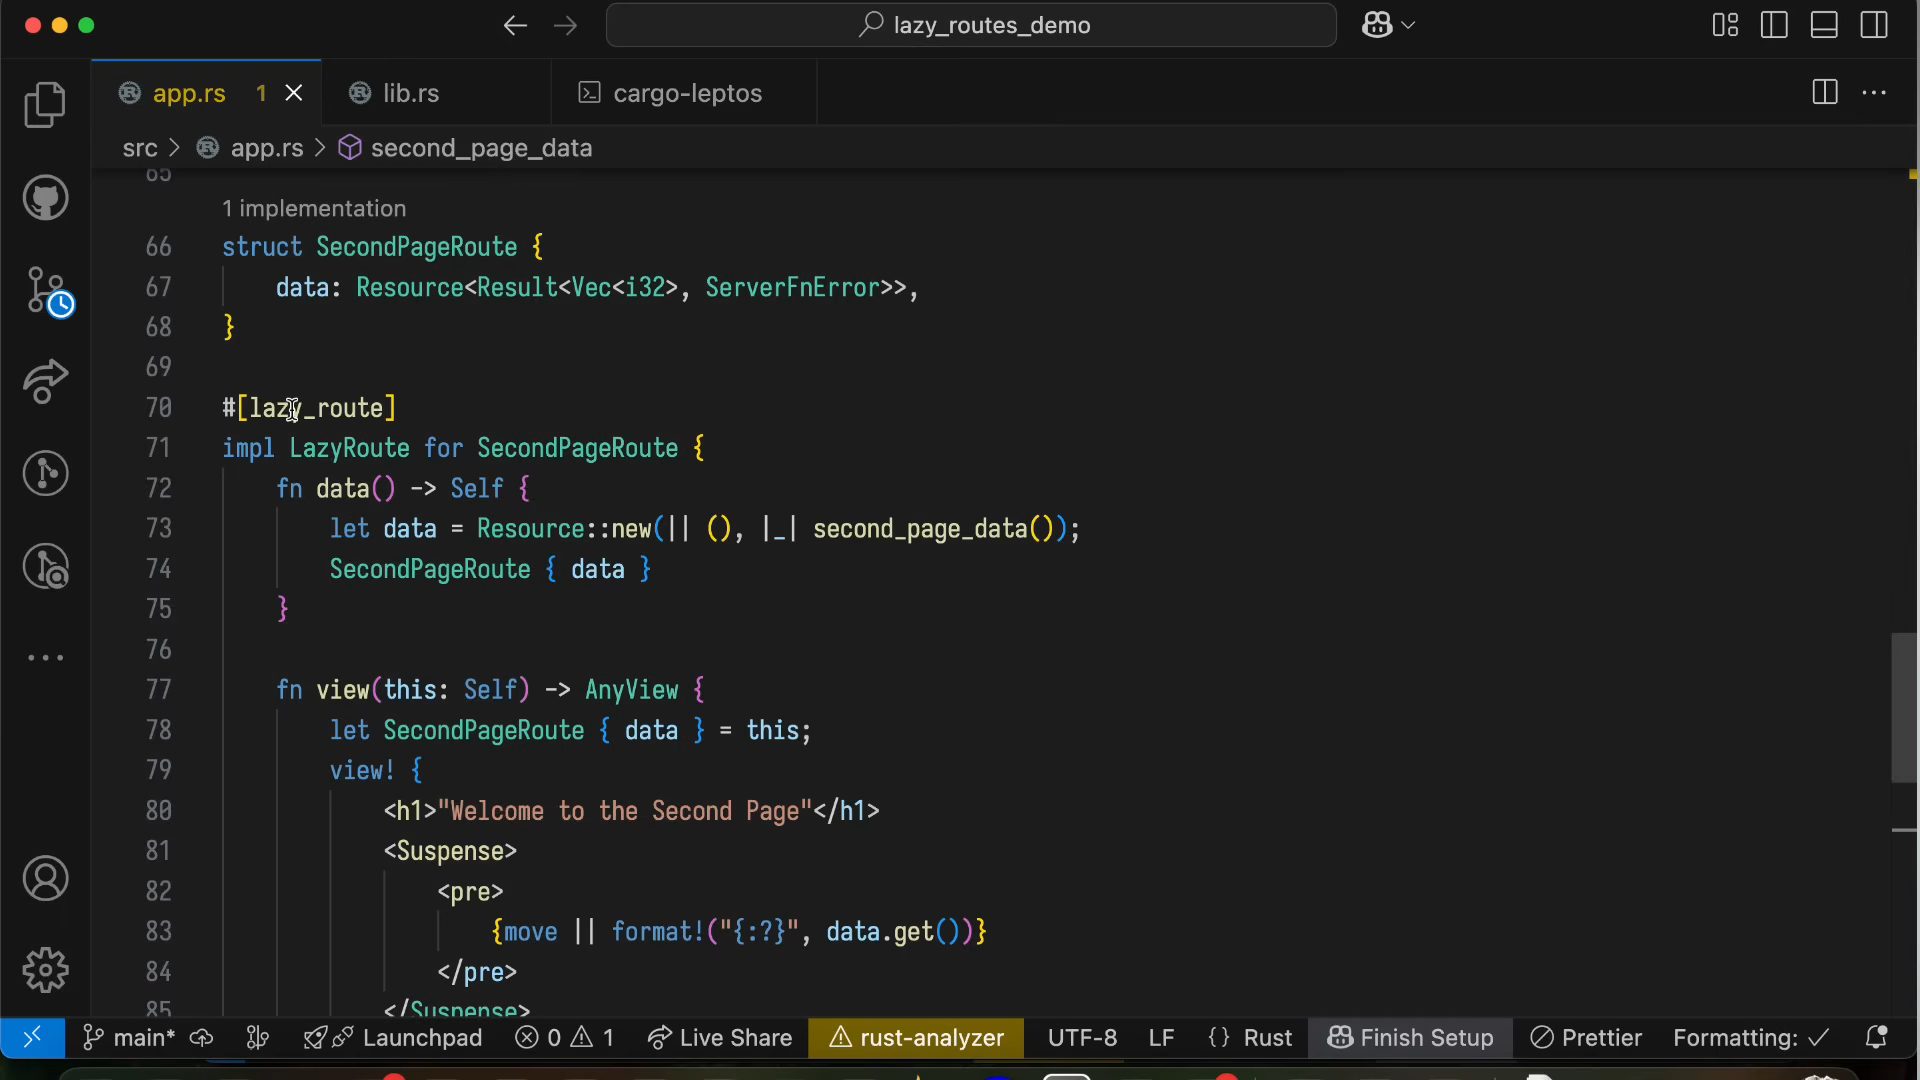 lazy_routes_demo
app.rs 1 lib.rs cargo-leptos
src > app.rs > second_page_data
65
1 implementation
66 struct SecondPageRoute {
67 data: Resource<Result<Vec<i32>, ServerFnError>>,
68 }
69
70 #[lazy_route]
71 impl LazyRoute for SecondPageRoute {
72 fn data() -> Self {
73 let data = Resource::new(|| (), |_| second_page_data());
74 SecondPageRoute { data }
75 }
76
77 fn view(this: Self) -> AnyView {
78 let SecondPageRoute { data } = this;
79 view! {
80 <h1>"Welcome to the Second Page"</h1>
81 <Suspense>
82 <pre>
83 {move || format!("{:?}", data.get())}
84 </pre>
85 </Suspense>
main* Launchpad 0 1 Live Share rust-analyzer UTF-8 LF {} Rust Finish Setup Prettier Formatting: ✓